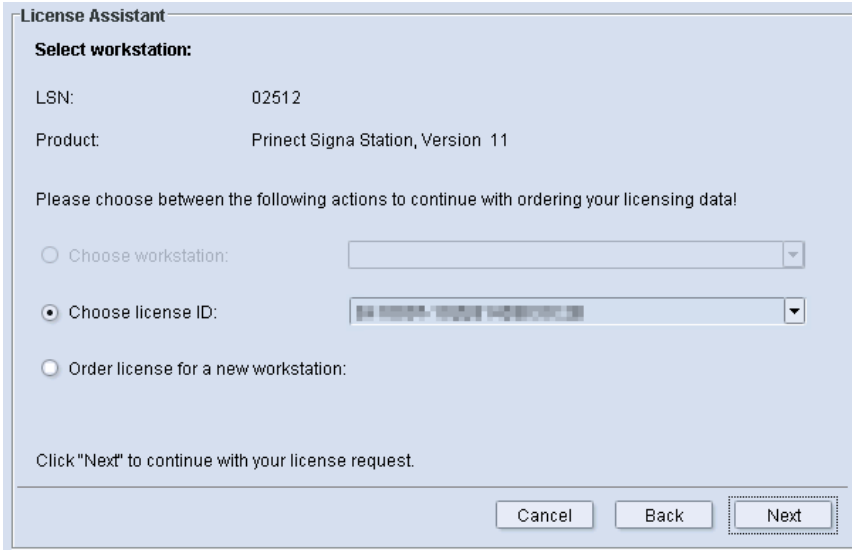 License Assistant
Select workstation:
LSN: 02512
Product: Prinect Signa Station, Version 11
Please choose between the following actions to continue with ordering your licensing data!
Choose workstation:
Choose license ID:
Order license for a new workstation:
Click "Next" to continue with your license request.
Cancel Back Next